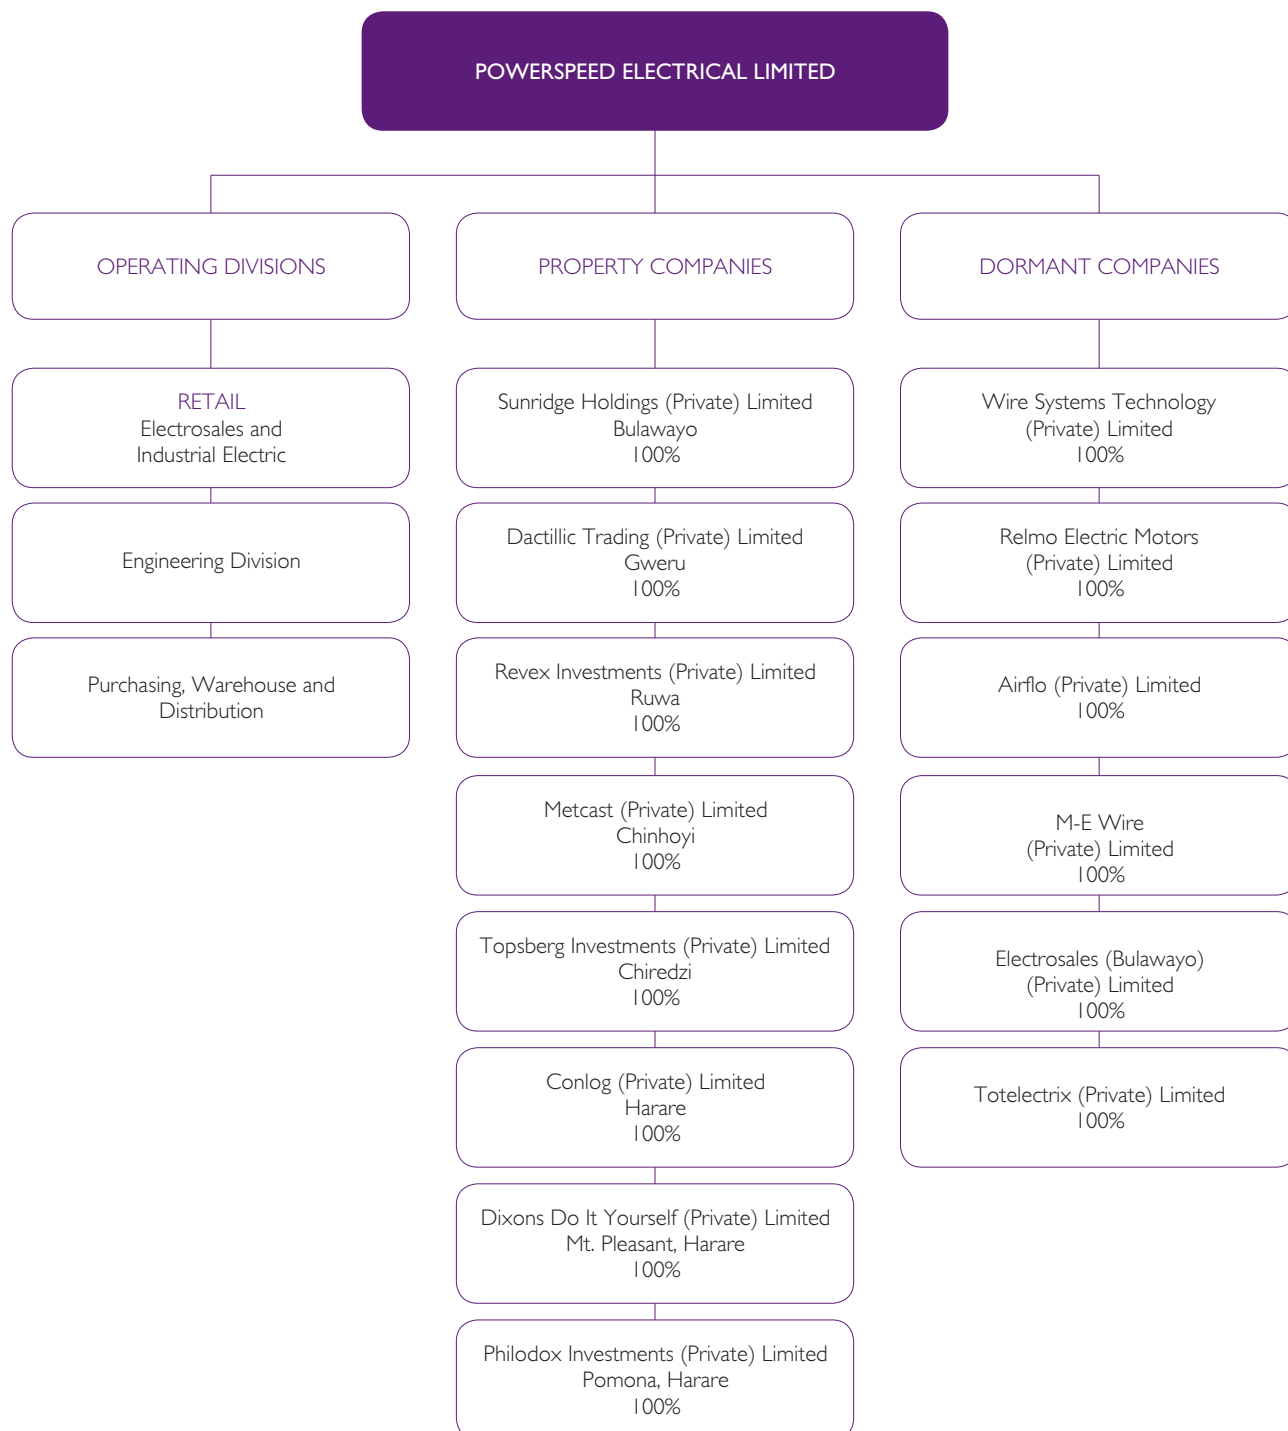 POWERSPEED ELECTRICAL LIMITED
OPERATING DIVISIONS
RETAIL
Electrosales and
Industrial Electric
Engineering Division
Purchasing, Warehouse and
Distribution
PROPERTY COMPANIES
Sunridge Holdings (Private) Limited
Bulawayo
100%
Dactillic Trading (Private) Limited
Gweru
100%
Revex Investments (Private) Limited
Ruwa
100%
Metcast (Private) Limited
Chinhoyi
100%
Topsberg Investments (Private) Limited
Chiredzi
100%
Conlog (Private) Limited
Harare
100%
Dixons Do It Yourself (Private) Limited
Mt. Pleasant, Harare
100%
Philodox Investments (Private) Limited
Pomona, Harare
100%
DORMANT COMPANIES
Wire Systems Technology
(Private) Limited
100%
Relmo Electric Motors
(Private) Limited
100%
Airflo (Private) Limited
100%
M-E Wire
(Private) Limited
100%
Electrosales (Bulawayo)
(Private) Limited
100%
Totelectrix (Private) Limited
100%